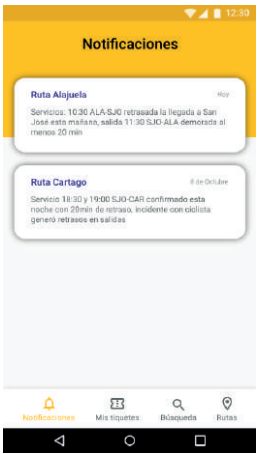 12:30
Notificaciones
Ruta Alajuela
Hoy
Servicios: 10:30 ALA-SJO retrasada la llegada a San
José esta mañana, salida 11:30 SJO-ALA demorada al
menos 20 min
Ruta Cartago
8 de Octubre
Servicio 18:30 y 19:00 SJO-CAR confirmado esta
noche con 20min de retraso, incidente con ciclista
generó retrasos en salidas
Notificaciones
Mis tiquetes
Búsqueda
Rutas